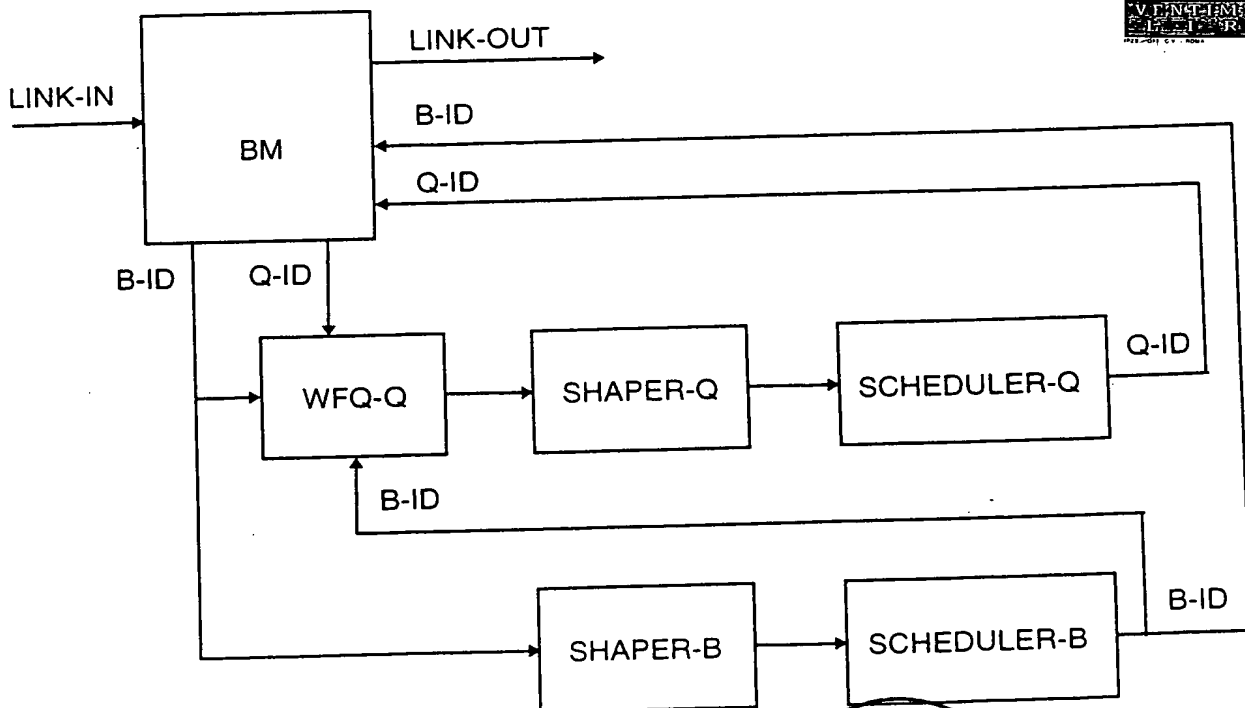 LINK-OUT
LINK-IN
B-ID
BM
Q-ID
B-ID
Q-ID
Q-ID
WFQ-Q
SHAPER-Q
SCHEDULER-Q
B-ID
B-ID
SHAPER-B
SCHEDULER-B